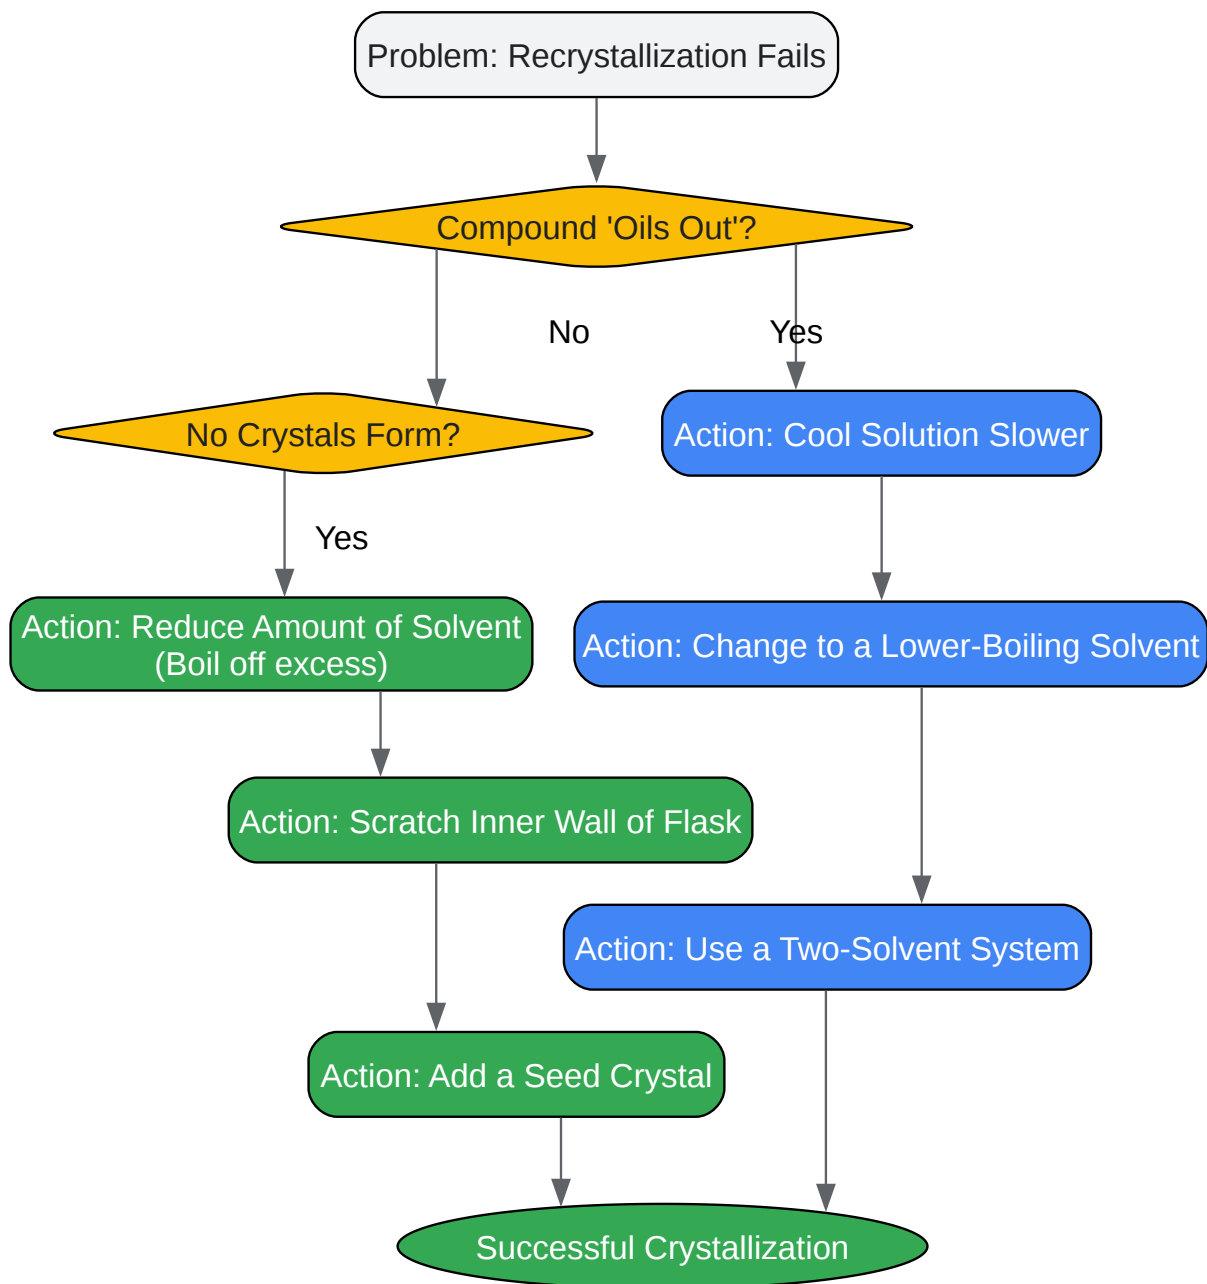 Problem: Recrystallization Fails
Compound 'Oils Out'?
No
Yes
No Crystals Form?
Action: Cool Solution Slower
Yes
Action: Reduce Amount of Solvent
(Boil off excess)
Action: Change to a Lower-Boiling Solvent
Action: Scratch Inner Wall of Flask
Action: Use a Two-Solvent System
Action: Add a Seed Crystal
Successful Crystallization